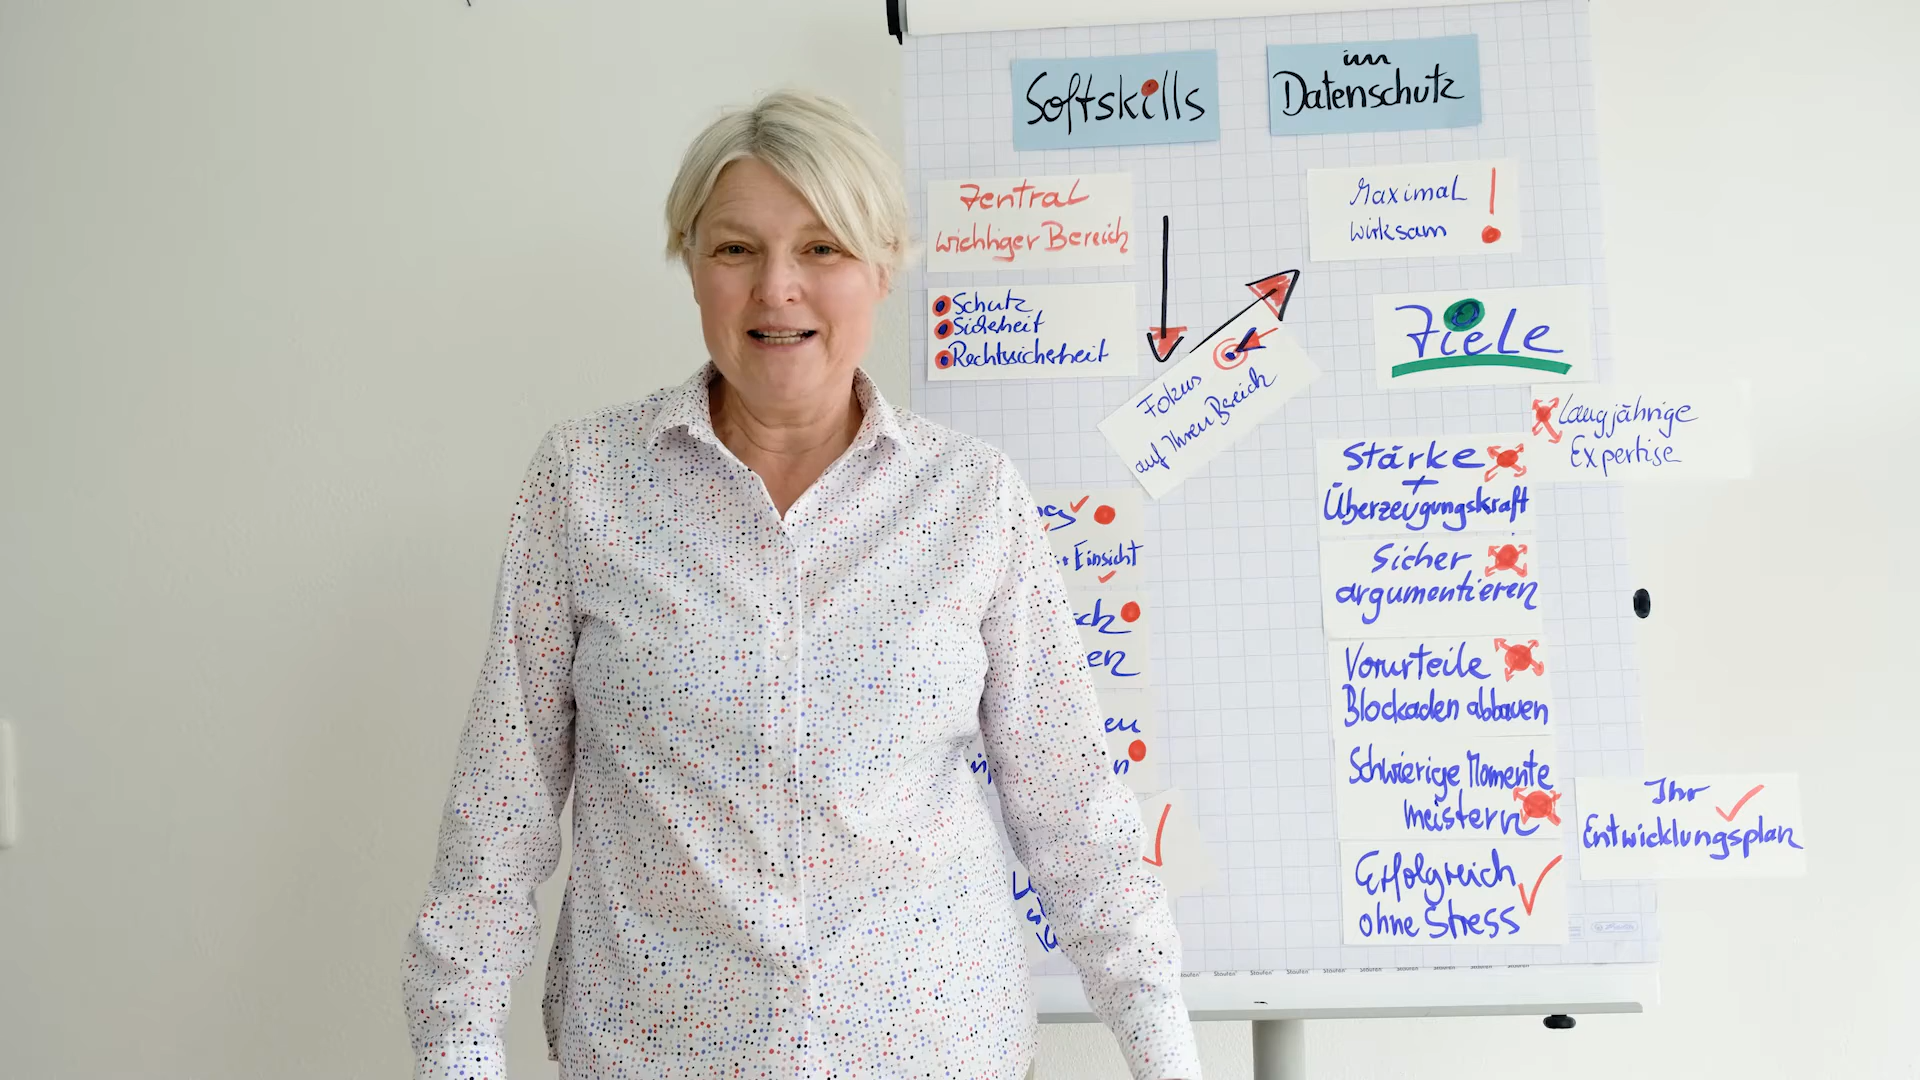 Softskills
im
Datenschutz
Zentral
wichtiger Bereich
Schutz
Sicherheit
Rechtssicherheit
Maximal
wirksam !
Fokus
auf Ihren Bereich
Ziele
Langjährige
Expertise
Stärke
+
Überzeugungskraft
Sicher
argumentieren
Vorurteile
Blockaden abbauen
Schwierige Momente
meistern
Erfolgreich
ohne Stress
Ihr
Entwicklungsplan
Einsicht